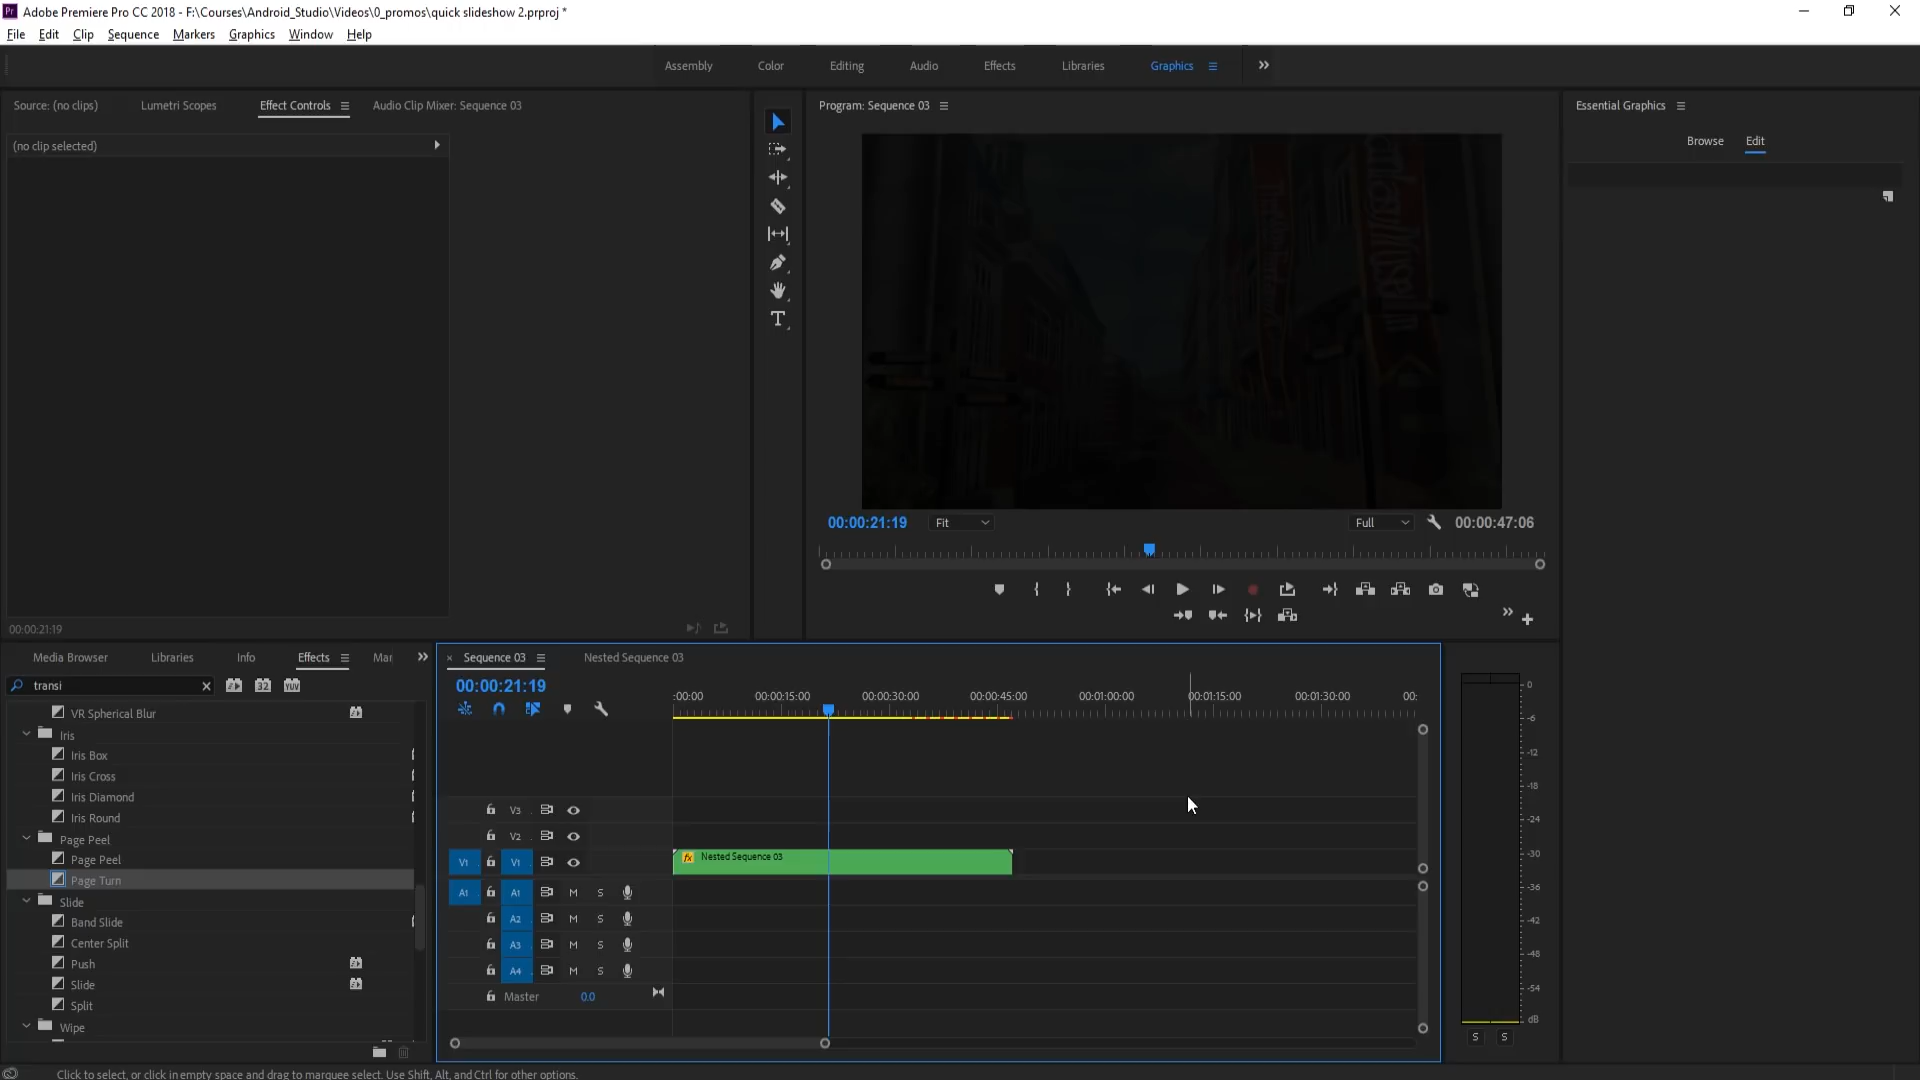 Adobe Premiere Pro CC 2018 - F:\Courses\Android_Studio\Videos\0_promos\quick slideshow 2.prproj *
File Edit Clip Sequence Markers Graphics Window Help
Assembly Color Editing Audio Effects Libraries Graphics
Source: (no clips) Lumetri Scopes Effect Controls Audio Clip Mixer: Sequence 03
Program: Sequence 03
Essential Graphics
Browse Edit
(no clip selected)
00:00:21:19 Fit Full 00:00:47:06
00:00:21:19
Media Browser Libraries Info Effects Mar
transi
VR Spherical Blur
Iris
Iris Box
Iris Cross
Iris Diamond
Iris Round
Page Peel
Page Peel
Page Turn
Slide
Band Slide
Center Split
Push
Slide
Split
Wipe
Sequence 03 Nested Sequence 03
00:00:21:19
:00:00 00:00:15:00 00:00:30:00 00:00:45:00 00:01:00:00 00:01:15:00 00:01:30:00 00:
V3
V2
V1 V1 fx Nested Sequence 03
A1 A1 M S
A2 M S
A3 M S
A4 M S
Master 0.0
0
-6
-12
-18
-24
-30
-36
-42
-48
-54
dB
S S
Click to select, or click in empty space and drag to marquee select. Use Shift, Alt, and Ctrl for other options.